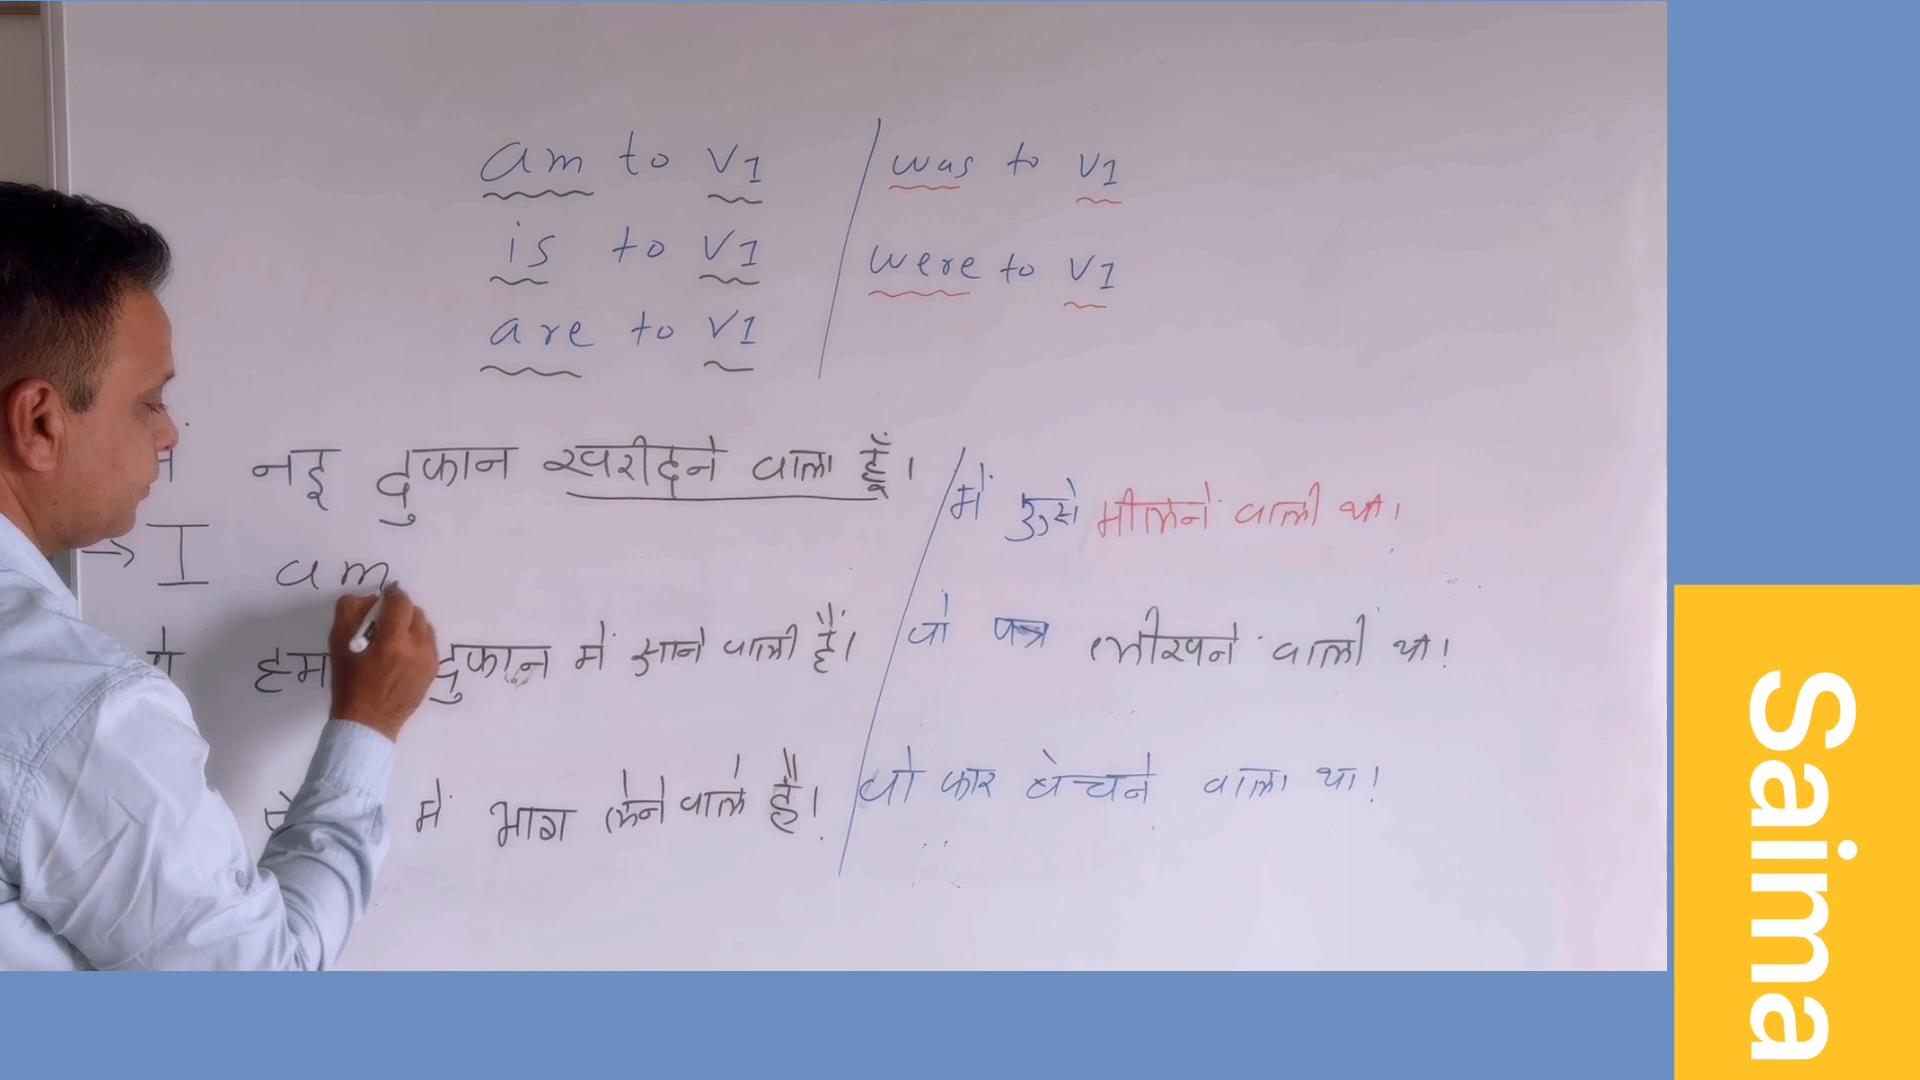 am to V1
is to V1
are to V1
was to V1
were to V1
नई दुकान खरीदने वाला हूँ।
→ I am
दुकान में आने वाली हैं।
में भाग लेने वाले हैं।
में उसे मीलने वाली था।
वो पत्र लीखने वाली था।
वो कार बेचने वाला था।
Saima